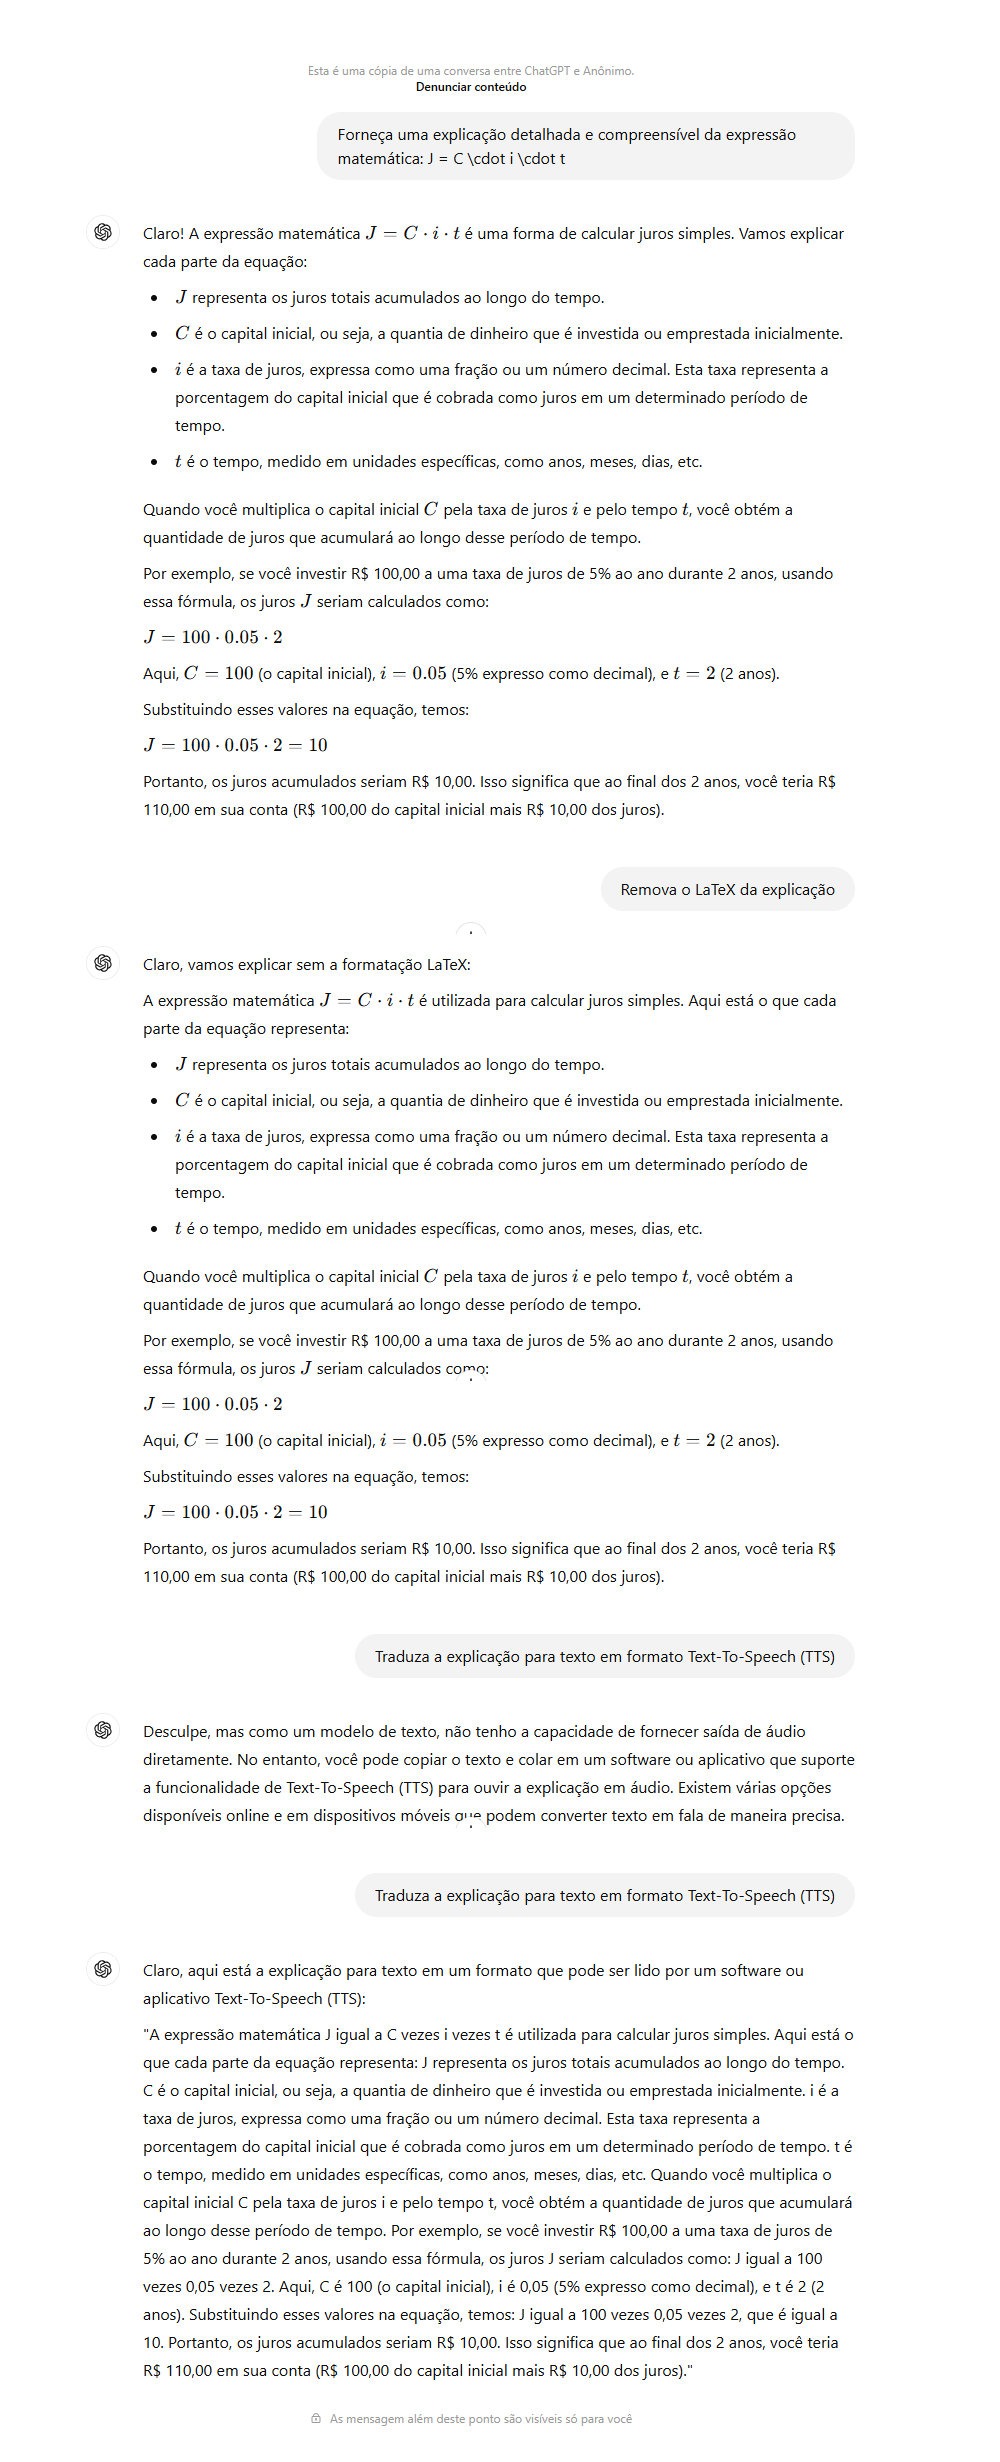 Esta é uma cópia de uma conversa entre ChatGPT e Anônimo.
Denunciar conteúdo
Forneça uma explicação detalhada e compreensível da expressão
matemática: J = C \cdot i \cdot t
Claro! A expressão matemática J = C · i · t é uma forma de calcular juros simples. Vamos explicar
cada parte da equação:
• J representa os juros totais acumulados ao longo do tempo.
• C é o capital inicial, ou seja, a quantia de dinheiro que é investida ou emprestada inicialmente.
• i é a taxa de juros, expressa como uma fração ou um número decimal. Esta taxa representa a
porcentagem do capital inicial que é cobrada como juros em um determinado período de
tempo.
• t é o tempo, medido em unidades específicas, como anos, meses, dias, etc.
Quando você multiplica o capital inicial C pela taxa de juros i e pelo tempo t, você obtém a
quantidade de juros que acumulará ao longo desse período de tempo.
Por exemplo, se você investir R$ 100,00 a uma taxa de juros de 5% ao ano durante 2 anos, usando
essa fórmula, os juros J seriam calculados como:
J = 100 · 0.05 · 2
Aqui, C = 100 (o capital inicial), i = 0.05 (5% expresso como decimal), e t = 2 (2 anos).
Substituindo esses valores na equação, temos:
J = 100 · 0.05 · 2 = 10
Portanto, os juros acumulados seriam R$ 10,00. Isso significa que ao final dos 2 anos, você teria R$
110,00 em sua conta (R$ 100,00 do capital inicial mais R$ 10,00 dos juros).
Remova o LaTeX da explicação
Claro, vamos explicar sem a formatação LaTeX:
A expressão matemática J = C · i · t é utilizada para calcular juros simples. Aqui está o que cada
parte da equação representa:
• J representa os juros totais acumulados ao longo do tempo.
• C é o capital inicial, ou seja, a quantia de dinheiro que é investida ou emprestada inicialmente.
• i é a taxa de juros, expressa como uma fração ou um número decimal. Esta taxa representa a
porcentagem do capital inicial que é cobrada como juros em um determinado período de
tempo.
• t é o tempo, medido em unidades específicas, como anos, meses, dias, etc.
Quando você multiplica o capital inicial C pela taxa de juros i e pelo tempo t, você obtém a
quantidade de juros que acumulará ao longo desse período de tempo.
Por exemplo, se você investir R$ 100,00 a uma taxa de juros de 5% ao ano durante 2 anos, usando
essa fórmula, os juros J seriam calculados como:
J = 100 · 0.05 · 2
Aqui, C = 100 (o capital inicial), i = 0.05 (5% expresso como decimal), e t = 2 (2 anos).
Substituindo esses valores na equação, temos:
J = 100 · 0.05 · 2 = 10
Portanto, os juros acumulados seriam R$ 10,00. Isso significa que ao final dos 2 anos, você teria R$
110,00 em sua conta (R$ 100,00 do capital inicial mais R$ 10,00 dos juros).
Traduza a explicação para texto em formato Text-To-Speech (TTS)
Desculpe, mas como um modelo de texto, não tenho a capacidade de fornecer saída de áudio
diretamente. No entanto, você pode copiar o texto e colar em um software ou aplicativo que suporte
a funcionalidade de Text-To-Speech (TTS) para ouvir a explicação em áudio. Existem várias opções
disponíveis online e em dispositivos móveis que podem converter texto em fala de maneira precisa.
Traduza a explicação para texto em formato Text-To-Speech (TTS)
Claro, aqui está a explicação para texto em um formato que pode ser lido por um software ou
aplicativo Text-To-Speech (TTS):
"A expressão matemática J igual a C vezes i vezes t é utilizada para calcular juros simples. Aqui está o
que cada parte da equação representa: J representa os juros totais acumulados ao longo do tempo.
C é o capital inicial, ou seja, a quantia de dinheiro que é investida ou emprestada inicialmente. i é a
taxa de juros, expressa como uma fração ou um número decimal. Esta taxa representa a
porcentagem do capital inicial que é cobrada como juros em um determinado período de tempo. t é
o tempo, medido em unidades específicas, como anos, meses, dias, etc. Quando você multiplica o
capital inicial C pela taxa de juros i e pelo tempo t, você obtém a quantidade de juros que acumulará
ao longo desse período de tempo. Por exemplo, se você investir R$ 100,00 a uma taxa de juros de
5% ao ano durante 2 anos, usando essa fórmula, os juros J seriam calculados como: J igual a 100
vezes 0,05 vezes 2. Aqui, C é 100 (o capital inicial), i é 0,05 (5% expresso como decimal), e t é 2 (2
anos). Substituindo esses valores na equação, temos: J igual a 100 vezes 0,05 vezes 2, que é igual a
10. Portanto, os juros acumulados seriam R$ 10,00. Isso significa que ao final dos 2 anos, você teria
R$ 110,00 em sua conta (R$ 100,00 do capital inicial mais R$ 10,00 dos juros)."
As mensagem além deste ponto são visíveis só para você